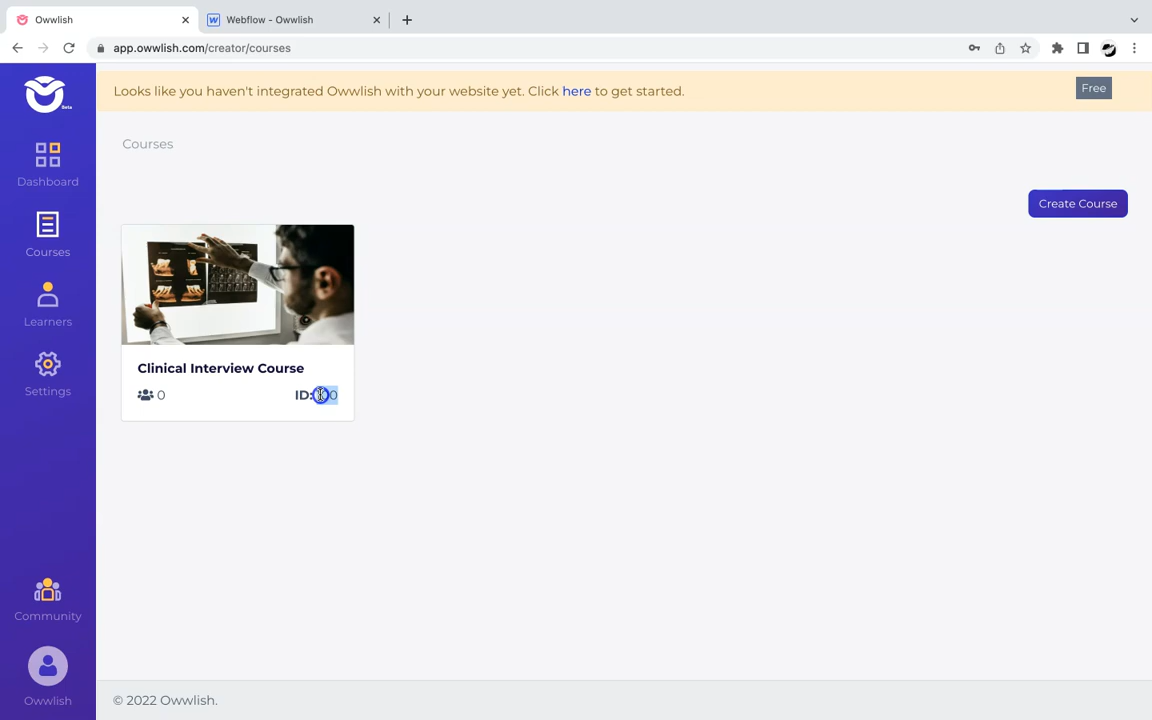 Owwlish
Webflow - Owwlish
app.owwlish.com/creator/courses
Beta
Looks like you haven't integrated Owwlish with your website yet. Click here to get started.
Free
Courses
Create Course
Dashboard
Courses
Learners
Settings
Clinical Interview Course
0
ID:
Community
Owwlish
© 2022 Owwlish.